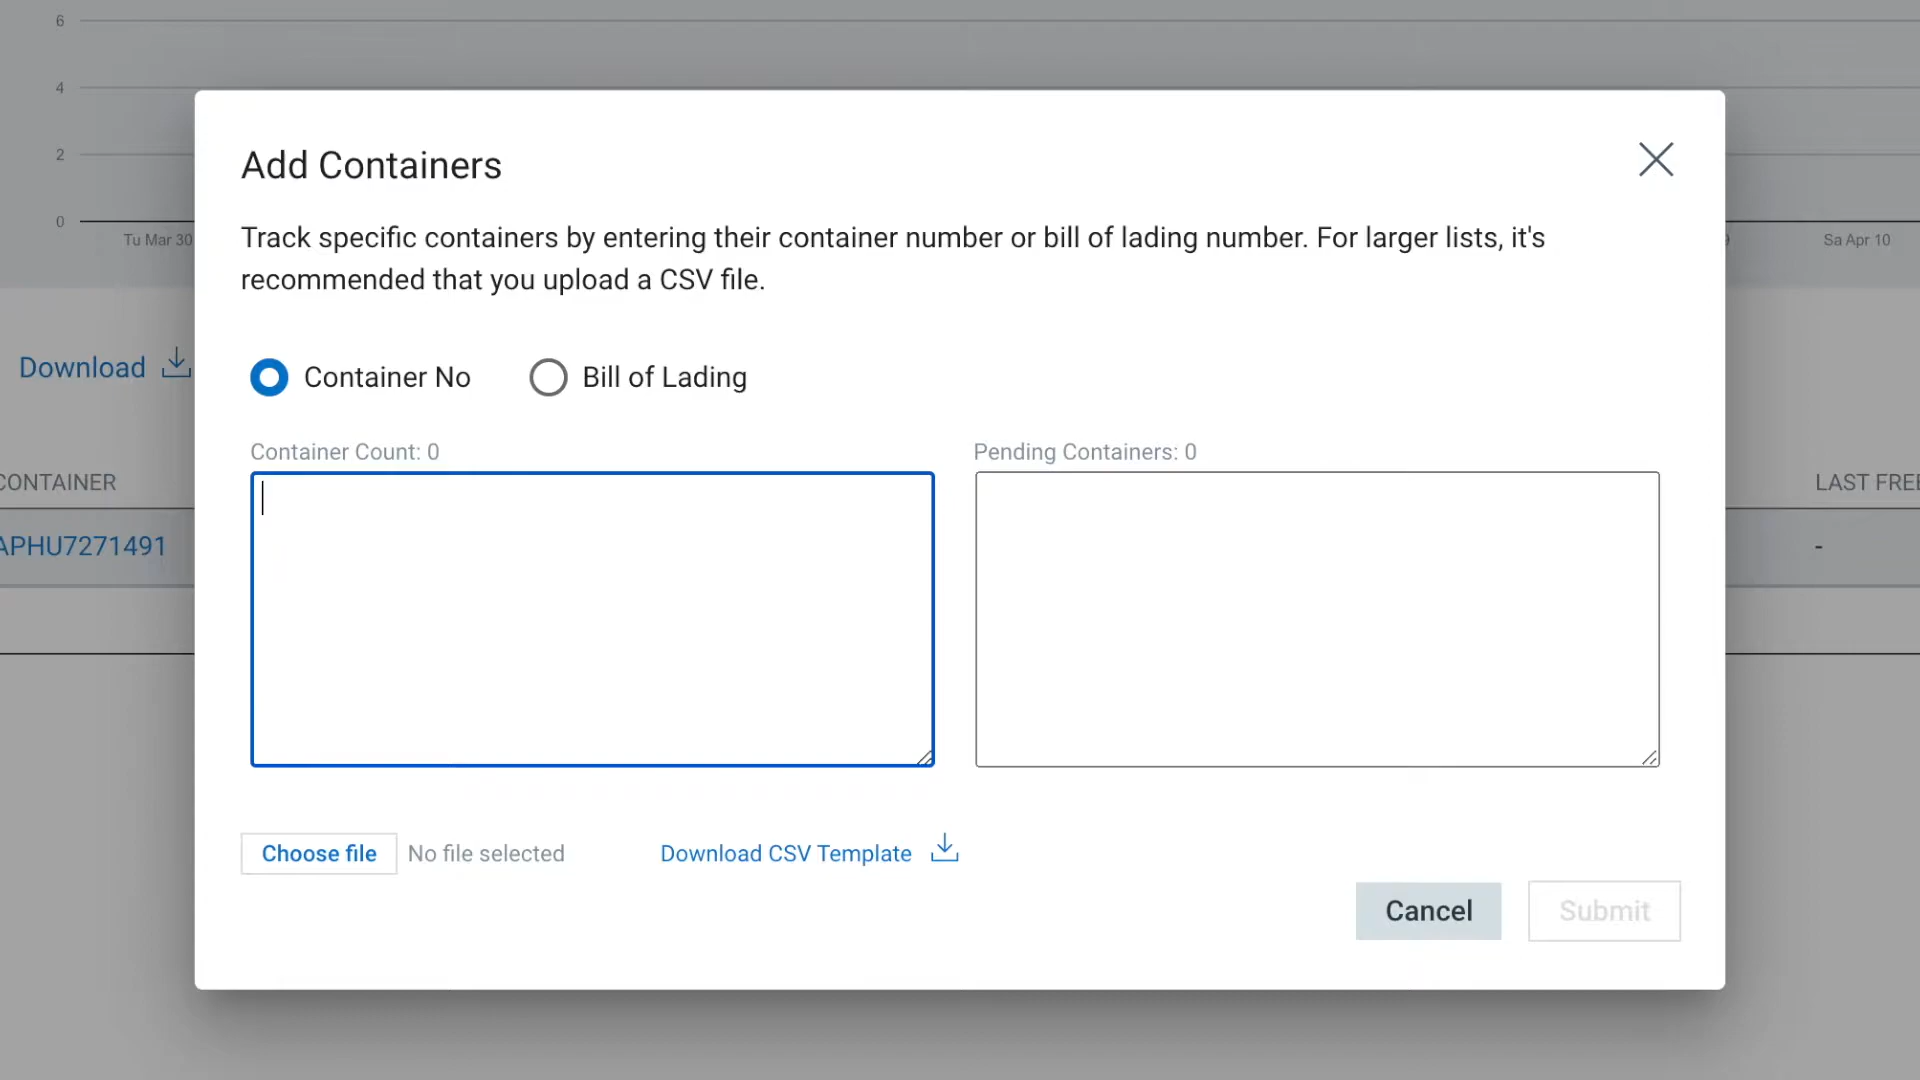 6
4
2
0
Tu Mar 30
Sa Apr 10
Add Containers
Track specific containers by entering their container number or bill of lading number. For larger lists, it's
recommended that you upload a CSV file.
Download
Container No
Bill of Lading
Container Count: 0
Pending Containers: 0
CONTAINER
LAST FREE
APHU7271491
-
Choose file
No file selected
Download CSV Template
Cancel
Submit